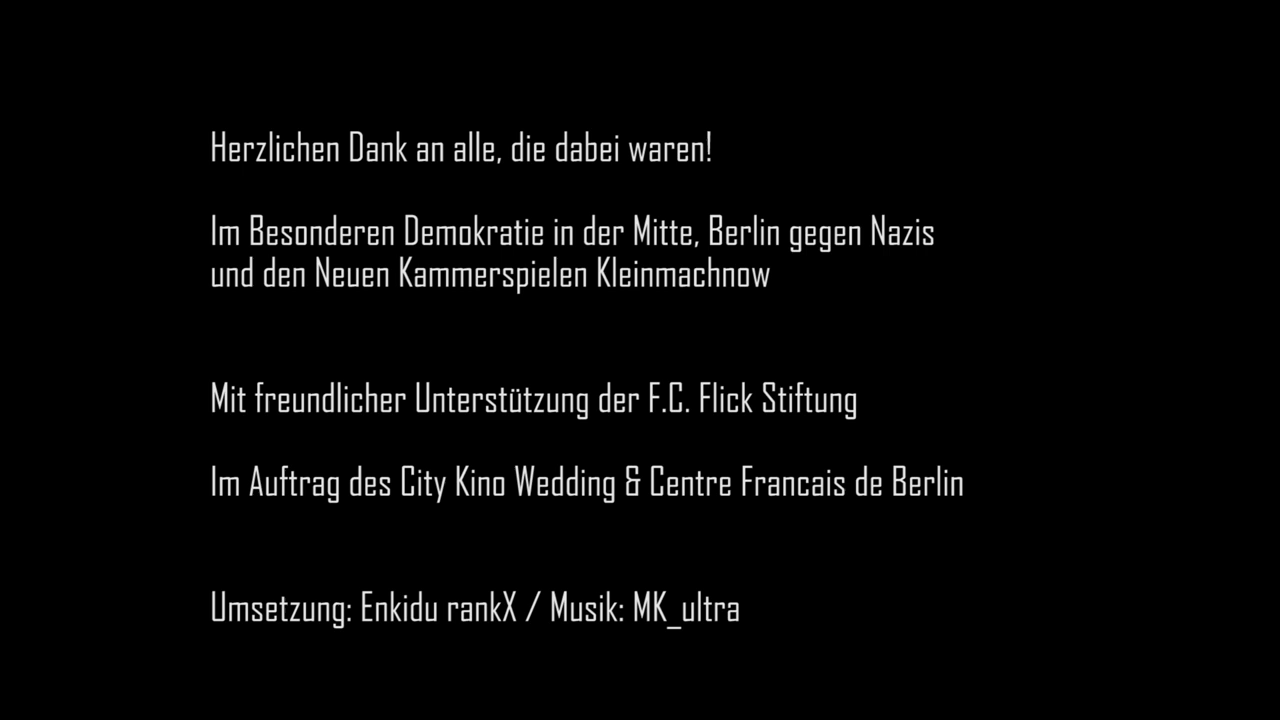 Herzlichen Dank an alle, die dabei waren!
Im Besonderen Demokratie in der Mitte, Berlin gegen Nazis
und den Neuen Kammerspielen Kleinmachnow
Mit freundlicher Unterstützung der F.C. Flick Stiftung
Im Auftrag des City Kino Wedding & Centre Francais de Berlin
Umsetzung: Enkidu rankX / Musik: MK_ultra